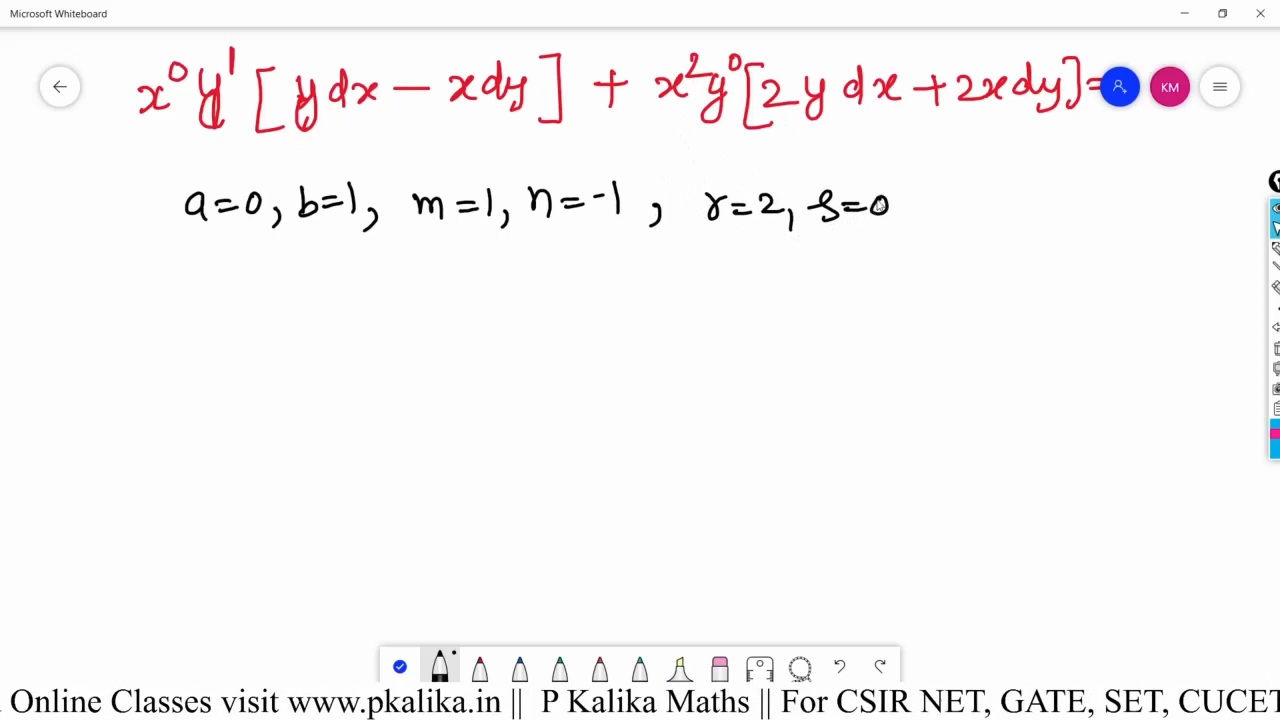 Microsoft Whiteboard
x⁰y¹[ydx − xdy] + x²y⁰[2ydx+2xdy]=
KM
a=0, b=1, m=1, n=-1, r=2, s=0
Online Classes visit www.pkalika.in || P Kalika Maths || For CSIR NET, GATE, SET, CUCET